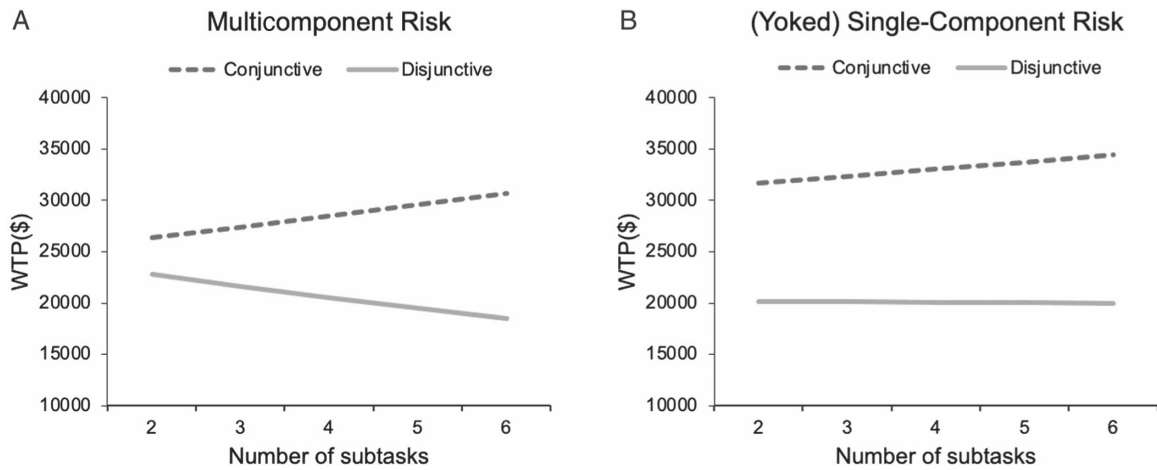 A
Multicomponent Risk
Conjunctive Disjunctive
40000
35000
30000
25000
20000
15000
10000
WTP($)
2 3 4 5 6
Number of subtasks
B
(Yoked) Single-Component Risk
Conjunctive Disjunctive
40000
35000
30000
25000
20000
15000
10000
WTP($)
2 3 4 5 6
Number of subtasks